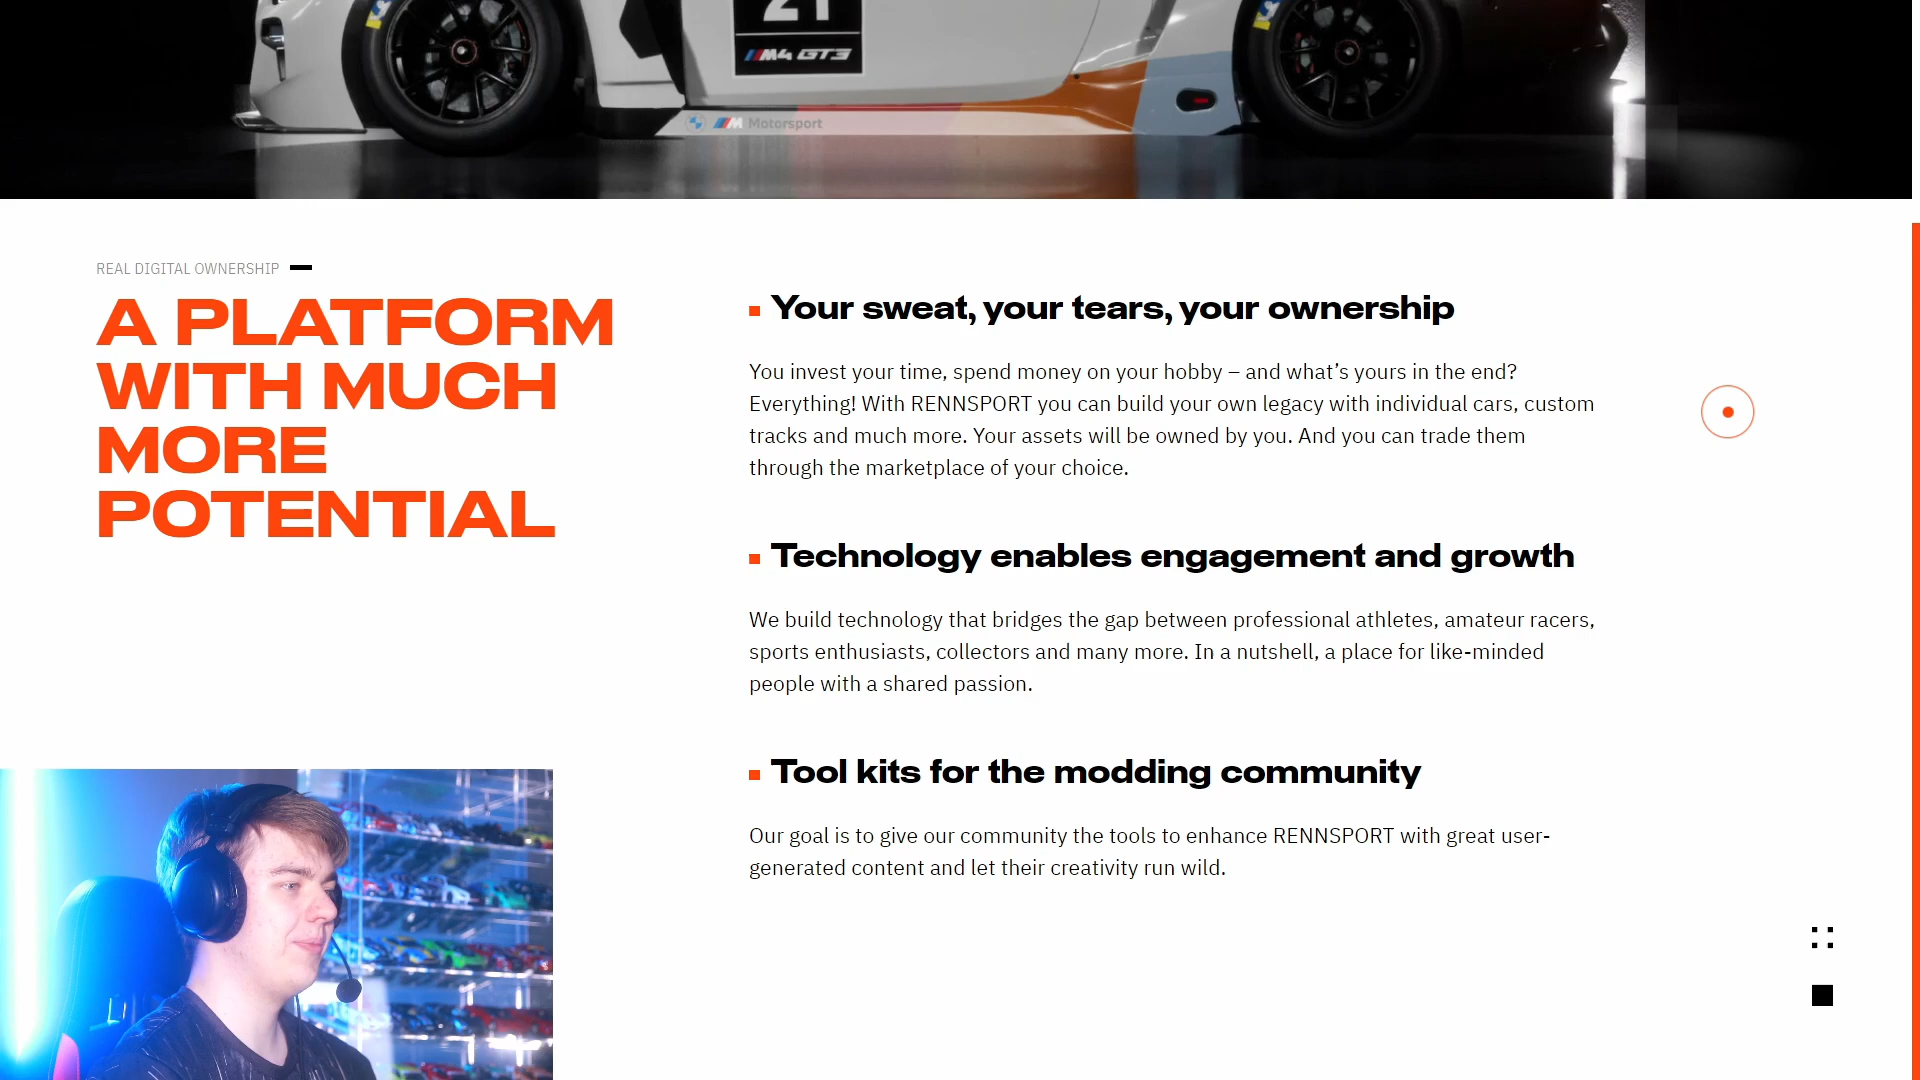 21
M4 GT3
Motorsport
REAL DIGITAL OWNERSHIP
A PLATFORM
WITH MUCH
MORE
POTENTIAL
Your sweat, your tears, your ownership
You invest your time, spend money on your hobby – and what’s yours in the end?
Everything! With RENNSPORT you can build your own legacy with individual cars, custom
tracks and much more. Your assets will be owned by you. And you can trade them
through the marketplace of your choice.
Technology enables engagement and growth
We build technology that bridges the gap between professional athletes, amateur racers,
sports enthusiasts, collectors and many more. In a nutshell, a place for like-minded
people with a shared passion.
Tool kits for the modding community
Our goal is to give our community the tools to enhance RENNSPORT with great user-
generated content and let their creativity run wild.